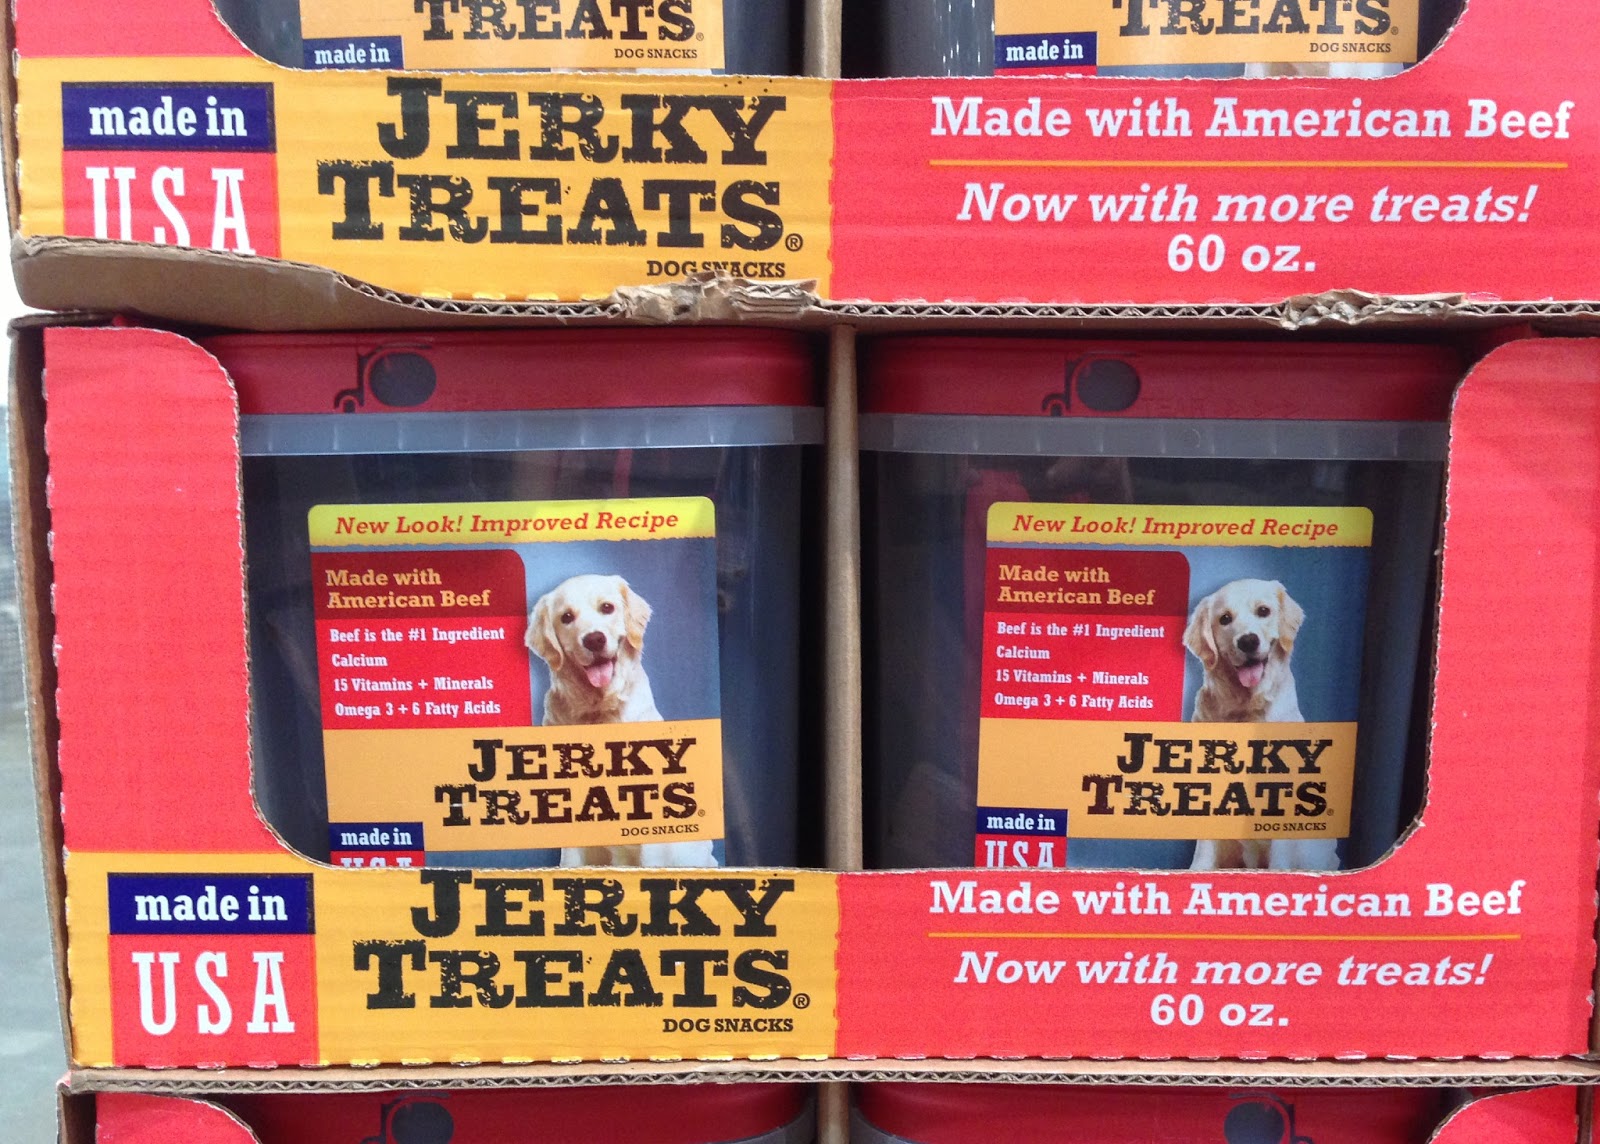 TREATS®
DOG SNACKS
made in
TREATS®
DOG SNACKS
made in
made in
USA
JERKY
TREATS®
DOG SNACKS
Made with American Beef
Now with more treats!
60 oz.
New Look! Improved Recipe
Made with
American Beef
Beef is the #1 Ingredient
Calcium
15 Vitamins + Minerals
Omega 3 + 6 Fatty Acids
JERKY
TREATS®
DOG SNACKS
made in
USA
New Look! Improved Recipe
Made with
American Beef
Beef is the #1 Ingredient
Calcium
15 Vitamins + Minerals
Omega 3 + 6 Fatty Acids
JERKY
TREATS®
DOG SNACKS
made in
USA
made in
USA
JERKY
TREATS®
DOG SNACKS
Made with American Beef
Now with more treats!
60 oz.